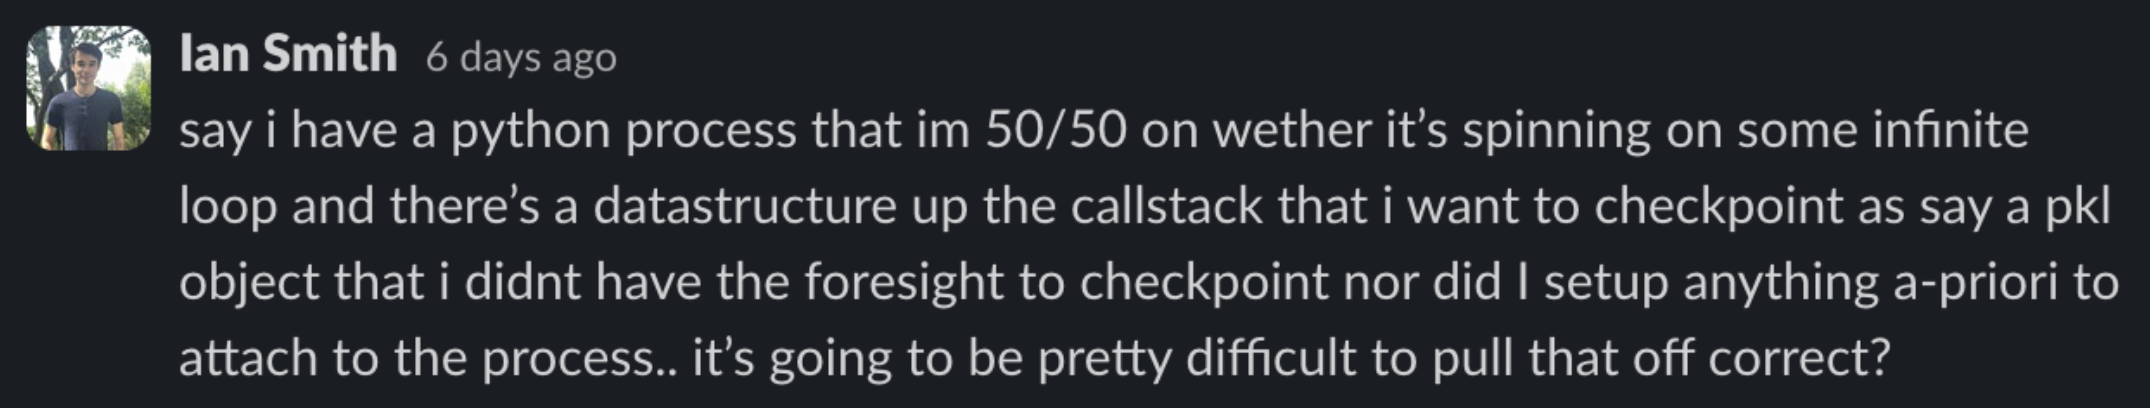 Ian Smith 6 days ago
say i have a python process that im 50/50 on wether it’s spinning on some infinite
loop and there’s a datastructure up the callstack that i want to checkpoint as say a pkl
object that i didnt have the foresight to checkpoint nor did I setup anything a-priori to
attach to the process.. it’s going to be pretty difficult to pull that off correct?